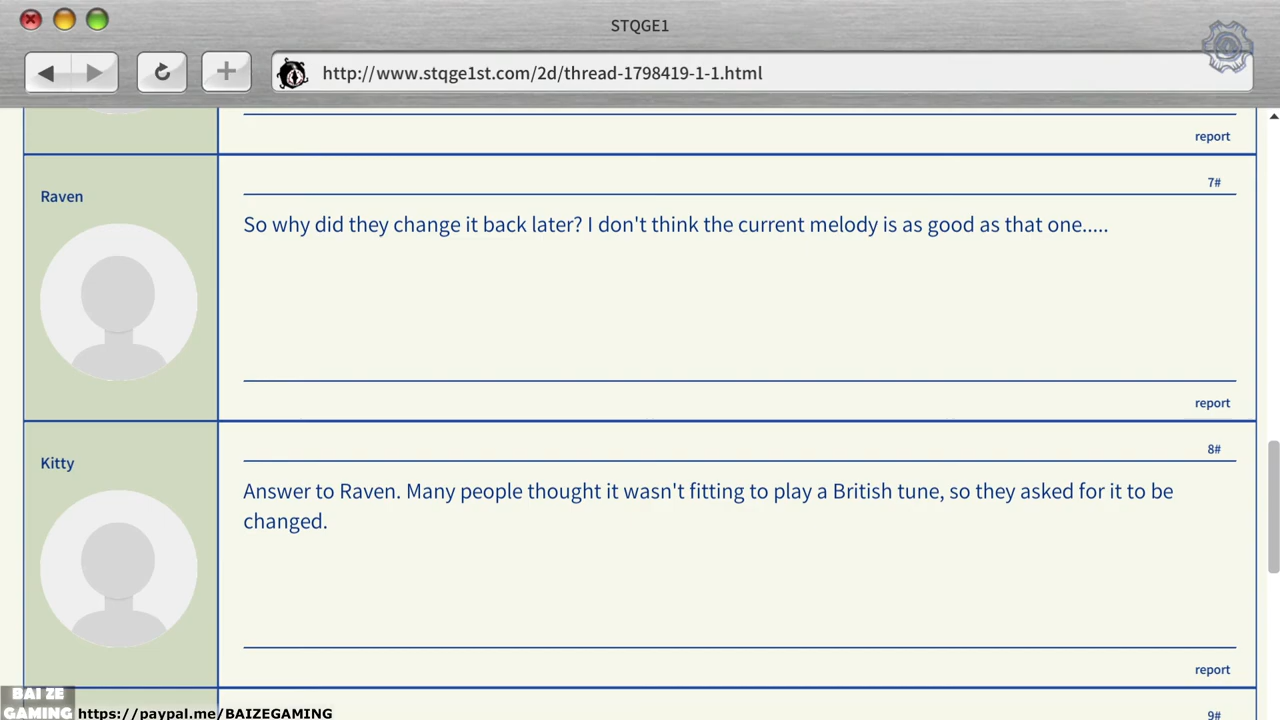 STQGE1
http://www.stqge1st.com/2d/thread-1798419-1-1.html
report
Raven
7#
So why did they change it back later? I don't think the current melody is as good as that one.....
report
Kitty
8#
Answer to Raven. Many people thought it wasn't fitting to play a British tune, so they asked for it to be
changed.
report
9#
BAI ZE
GAMING https://paypal.me/BAIZEGAMING